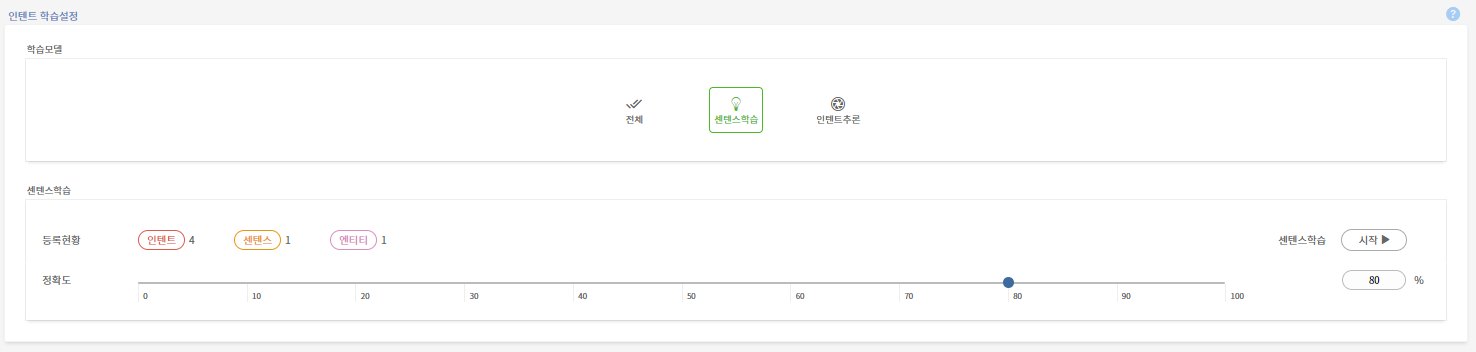 인텐트 학습설정
?
학습모델
전체 센텐스학습 인텐트추론
센텐스학습
등록현황 인텐트 4 센텐스 1 엔티티 1 센텐스학습 시작 ▶
정확도 80 %
0 10 20 30 40 50 60 70 80 90 100